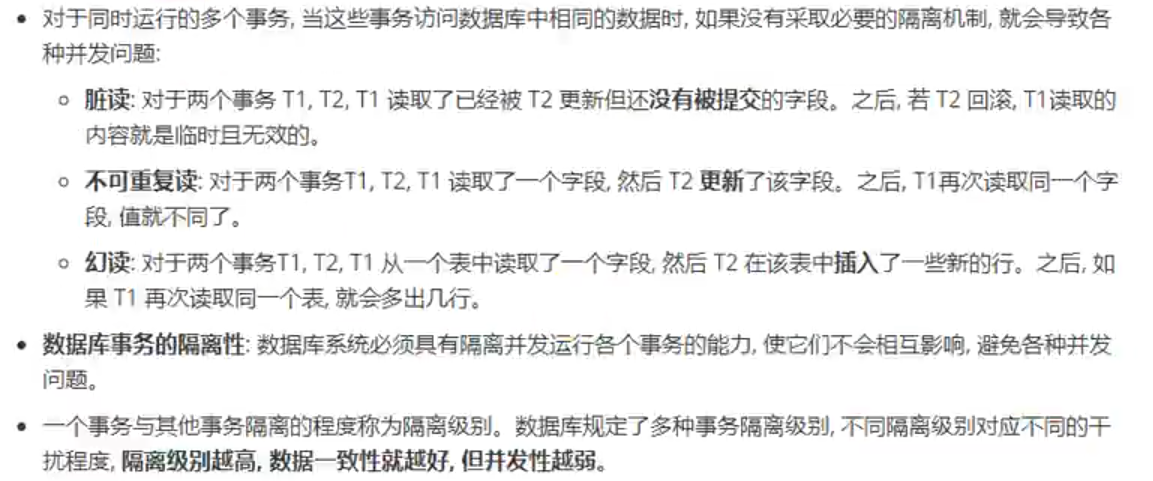 • 对于同时运行的多个事务, 当这些事务访问数据库中相同的数据时, 如果没有采取必要的隔离机制, 就会导致各
种并发问题:
◦ 脏读: 对于两个事务 T1, T2, T1 读取了已经被 T2 更新但还没有被提交的字段。之后, 若 T2 回滚, T1读取的
内容就是临时且无效的。
◦ 不可重复读: 对于两个事务T1, T2, T1 读取了一个字段, 然后 T2 更新了该字段。之后, T1再次读取同一个字
段, 值就不同了。
◦ 幻读: 对于两个事务T1, T2, T1 从一个表中读取了一个字段, 然后 T2 在该表中插入了一些新的行。之后, 如
果 T1 再次读取同一个表, 就会多出几行。
• 数据库事务的隔离性: 数据库系统必须具有隔离并发运行各个事务的能力, 使它们不会相互影响, 避免各种并发
问题。
• 一个事务与其他事务隔离的程度称为隔离级别。数据库规定了多种事务隔离级别, 不同隔离级别对应不同的干
扰程度, 隔离级别越高, 数据一致性就越好, 但并发性越弱。